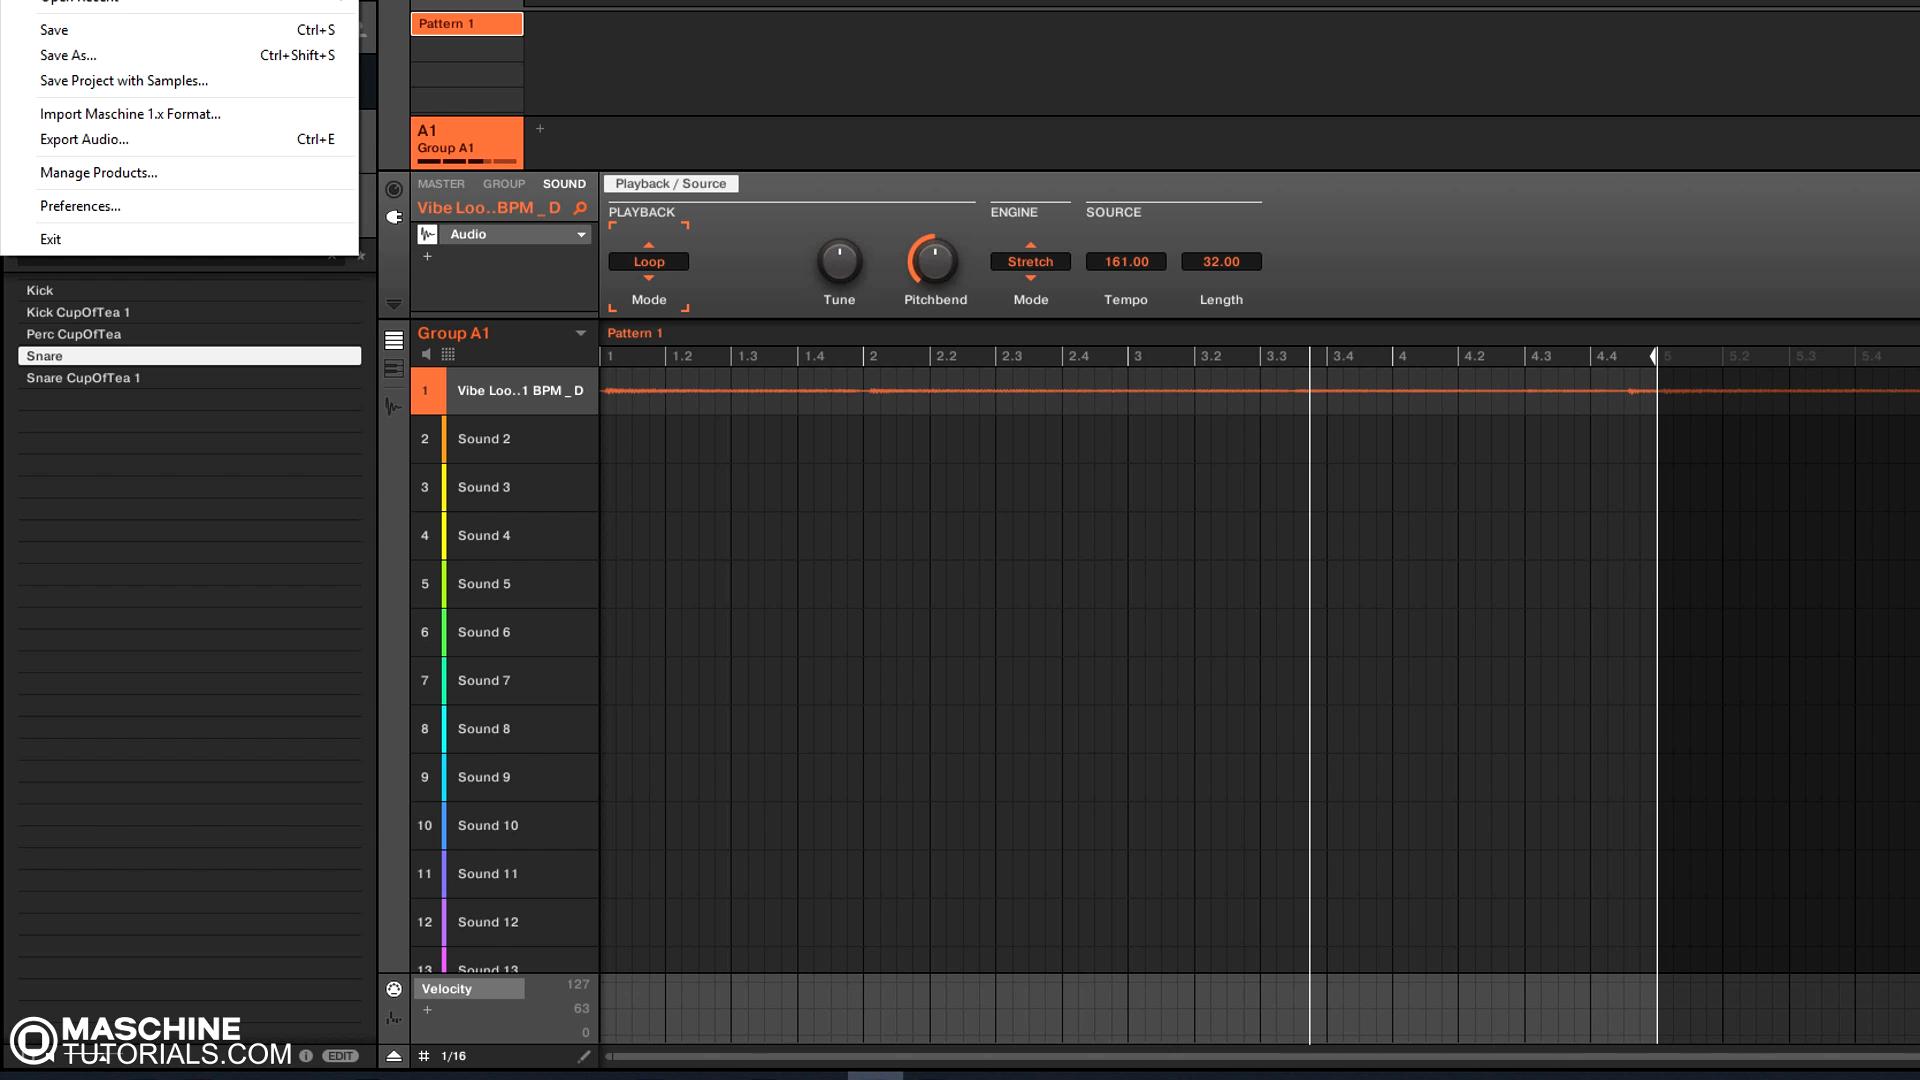 Open Recent
Save Ctrl+S
Save As... Ctrl+Shift+S
Save Project with Samples...
Import Maschine 1.x Format...
Export Audio... Ctrl+E
Manage Products...
Preferences...
Exit
Kick
Kick CupOfTea 1
Perc CupOfTea
Snare
Snare CupOfTea 1
Pattern 1
A1
Group A1
MASTER GROUP SOUND
Vibe Loo..BPM _ D
Audio
Playback / Source
PLAYBACK ENGINE SOURCE
Loop Stretch 161.00 32.00
Mode Tune Pitchbend Mode Tempo Length
Group A1 Pattern 1
1 1.2 1.3 1.4 2 2.2 2.3 2.4 3 3.2 3.3 3.4 4 4.2 4.3 4.4 5 5.2 5.3 5.4
1 Vibe Loo..1 BPM _ D
2 Sound 2
3 Sound 3
4 Sound 4
5 Sound 5
6 Sound 6
7 Sound 7
8 Sound 8
9 Sound 9
10 Sound 10
11 Sound 11
12 Sound 12
13 Sound 13
Velocity 127
63
0
1/16
MASCHINE
TUTORIALS.COM
EDIT